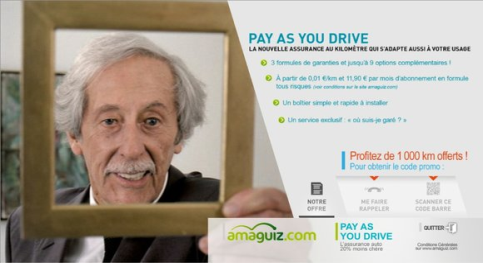 PAY AS YOU DRIVE
LA NOUVELLE ASSURANCE AU KILOMÈTRE QUI S'ADAPTE AUSSI À VOTRE USAGE
3 formules de garanties et jusqu'à 9 options complémentaires !
À partir de 0,01 €/km et 11,90 € par mois d'abonnement en formule
tous risques (voir conditions sur le site amaguiz.com)
Un boîtier simple et rapide à installer
Un service exclusif : « où suis-je garé ? »
Profitez de 1 000 km offerts !
Pour obtenir le code promo :
NOTRE
OFFRE
ME FAIRE
RAPPELER
SCANNER CE
CODE BARRE
amaguiz.com
PAY AS
YOU DRIVE
L'assurance auto
20% moins chère
QUITTER
Conditions Générales
sur www.amaguiz.com